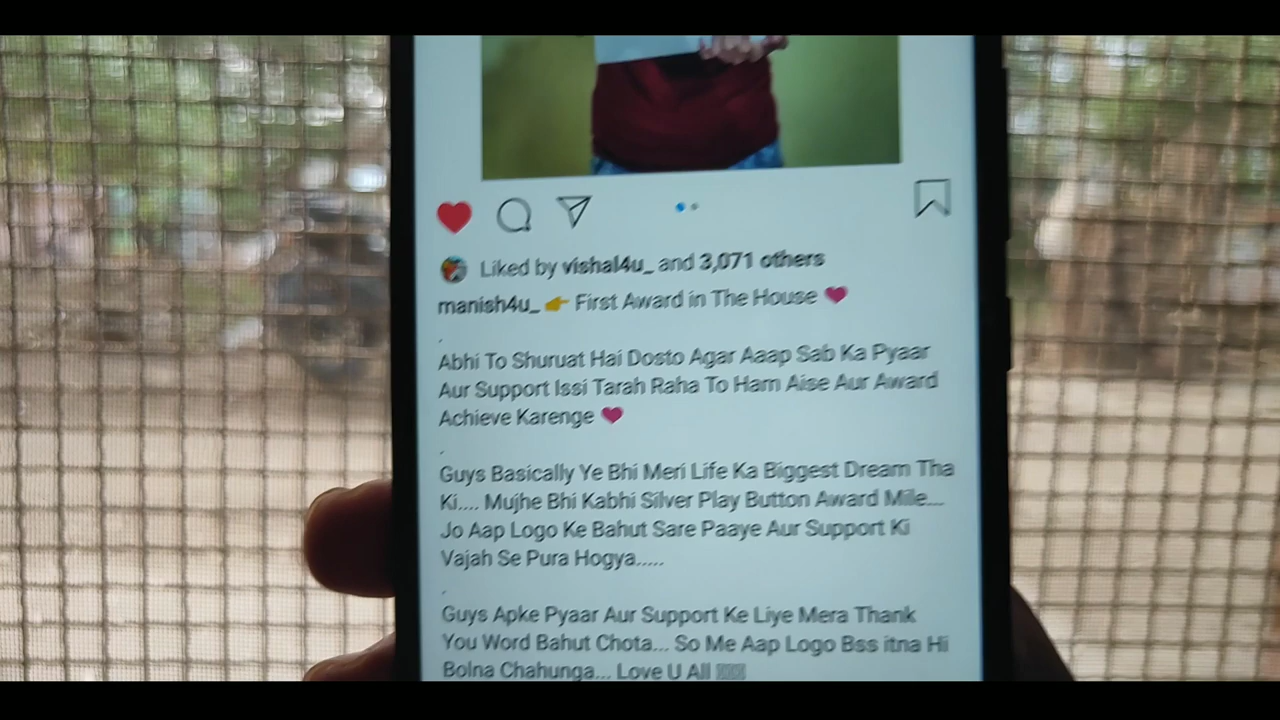 Liked by vishal4u_ and 3,071 others
manish4u_ 👉 First Award in The House ❤
.
Abhi To Shuruat Hai Dosto Agar Aaap Sab Ka Pyaar
Aur Support Issi Tarah Raha To Ham Aise Aur Award
Achieve Karenge ❤
.
Guys Basically Ye Bhi Meri Life Ka Biggest Dream Tha
Ki.... Mujhe Bhi Kabhi Silver Play Button Award Mile....
Jo Aap Logo Ke Bahut Sare Paaye Aur Support Ki
Vajah Se Pura Hogya.....
.
Guys Apke Pyaar Aur Support Ke Liye Mera Thank
You Word Bahut Chota... So Me Aap Logo Bss itna Hi
Bolna Chahunga... Love U All